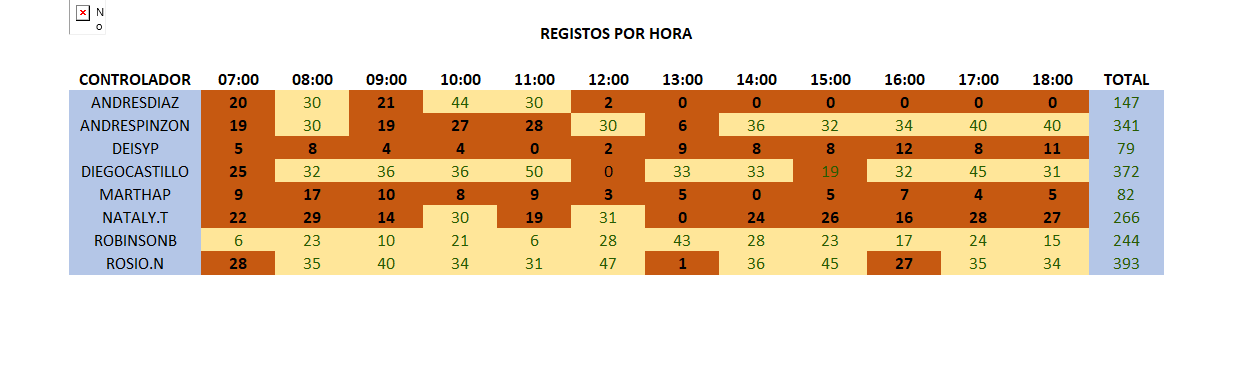 N
o
REGISTOS POR HORA
CONTROLADOR 07:00 08:00 09:00 10:00 11:00 12:00 13:00 14:00 15:00 16:00 17:00 18:00 TOTAL
ANDRESDIAZ 20 30 21 44 30 2 0 0 0 0 0 0 147
ANDRESPINZON 19 30 19 27 28 30 6 36 32 34 40 40 341
DEISYP 5 8 4 4 0 2 9 8 8 12 8 11 79
DIEGOCASTILLO 25 32 36 36 50 0 33 33 19 32 45 31 372
MARTHAP 9 17 10 8 9 3 5 0 5 7 4 5 82
NATALY.T 22 29 14 30 19 31 0 24 26 16 28 27 266
ROBINSONB 6 23 10 21 6 28 43 28 23 17 24 15 244
ROSIO.N 28 35 40 34 31 47 1 36 45 27 35 34 393